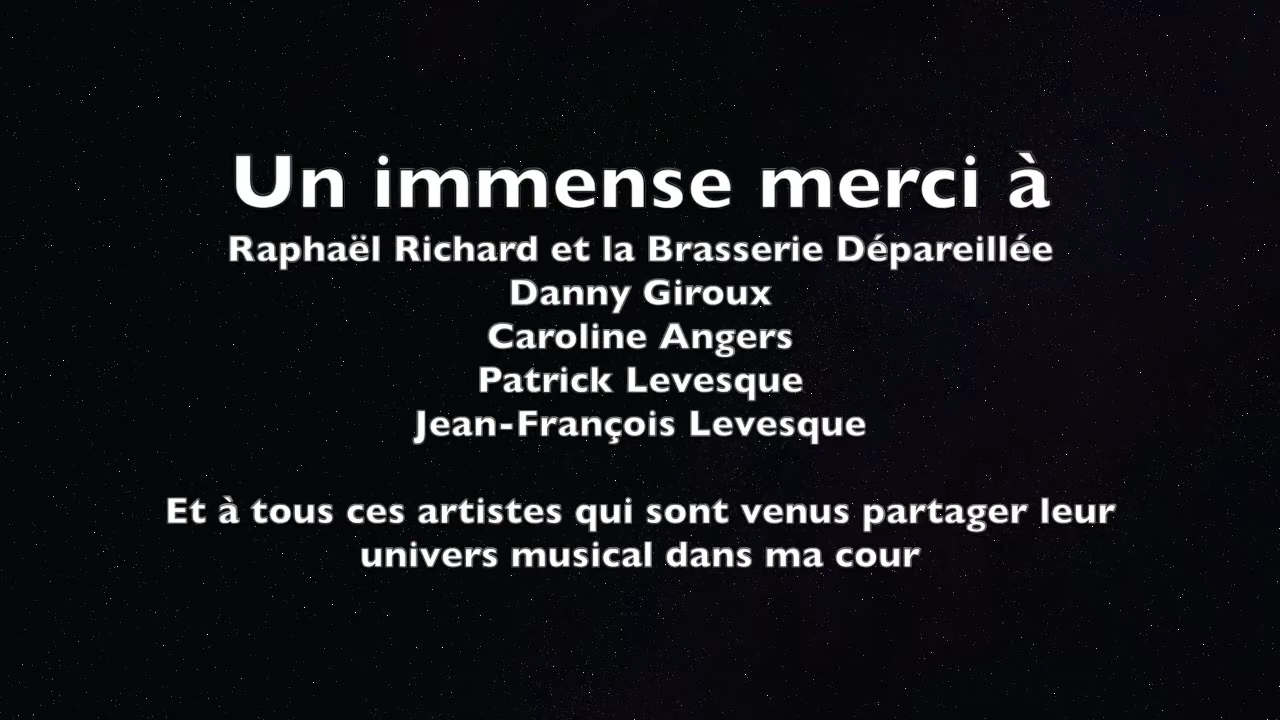 Un immense merci à
Raphaël Richard et la Brasserie Dépareillée
Danny Giroux
Caroline Angers
Patrick Levesque
Jean-François Levesque
Et à tous ces artistes qui sont venus partager leur
univers musical dans ma cour